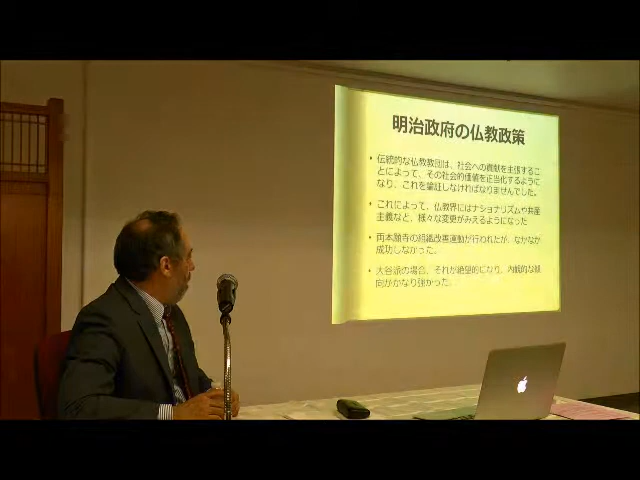 明治政府の仏教政策
• 伝統的な仏教教団は、社会への貢献を主張するこ
とによって、その社会的価値を正当化するように
なり、これを論証しなければなりませんでした。
• これによって、仏教界にはナショナリズムや共産
主義など、様々な変更がみえるようになった
• 両本願寺の組織改善運動が行われたが、なかなか
成功しなかった。
• 大谷派の場合、それが絶望的になり、内観的な傾
向がかなり強かった。